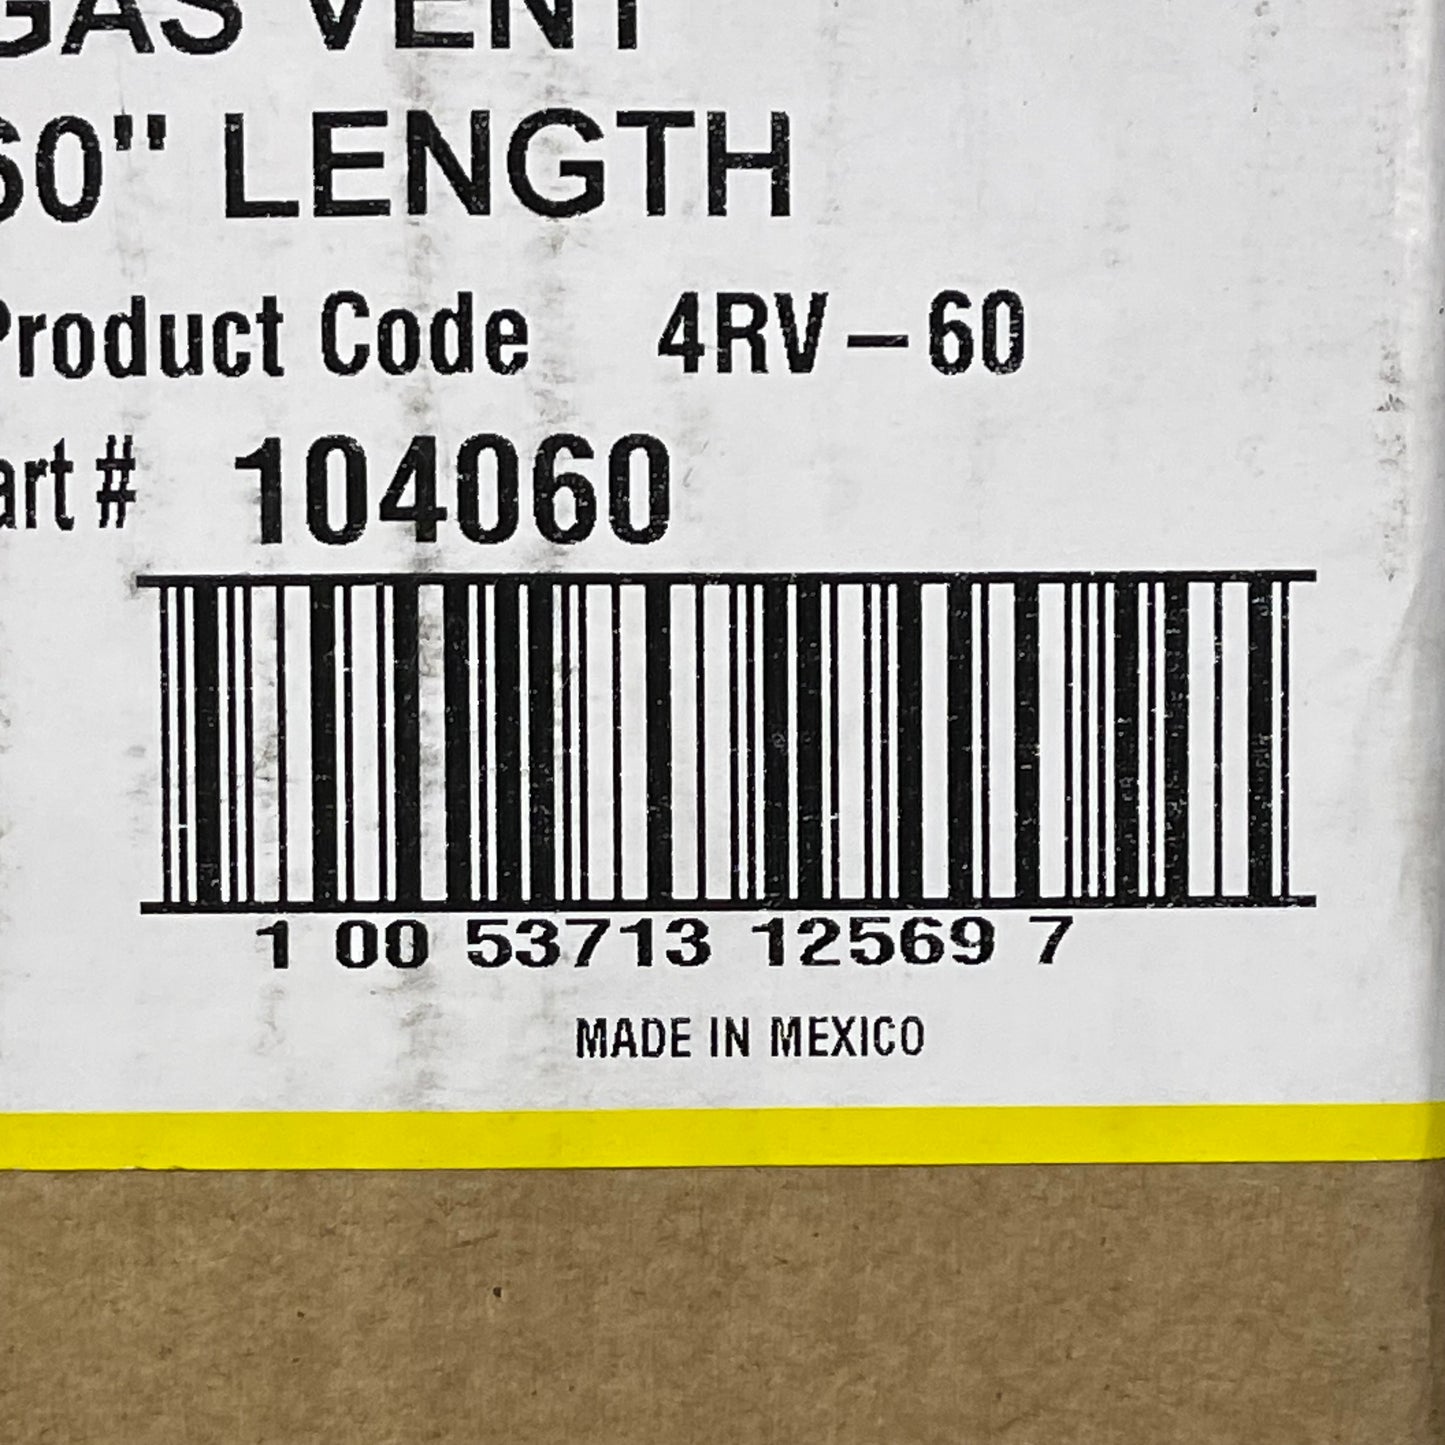 GAS VENT
60" LENGTH
Product Code 4RV-60
art # 104060
1 00 53713 12569 7
MADE IN MEXICO